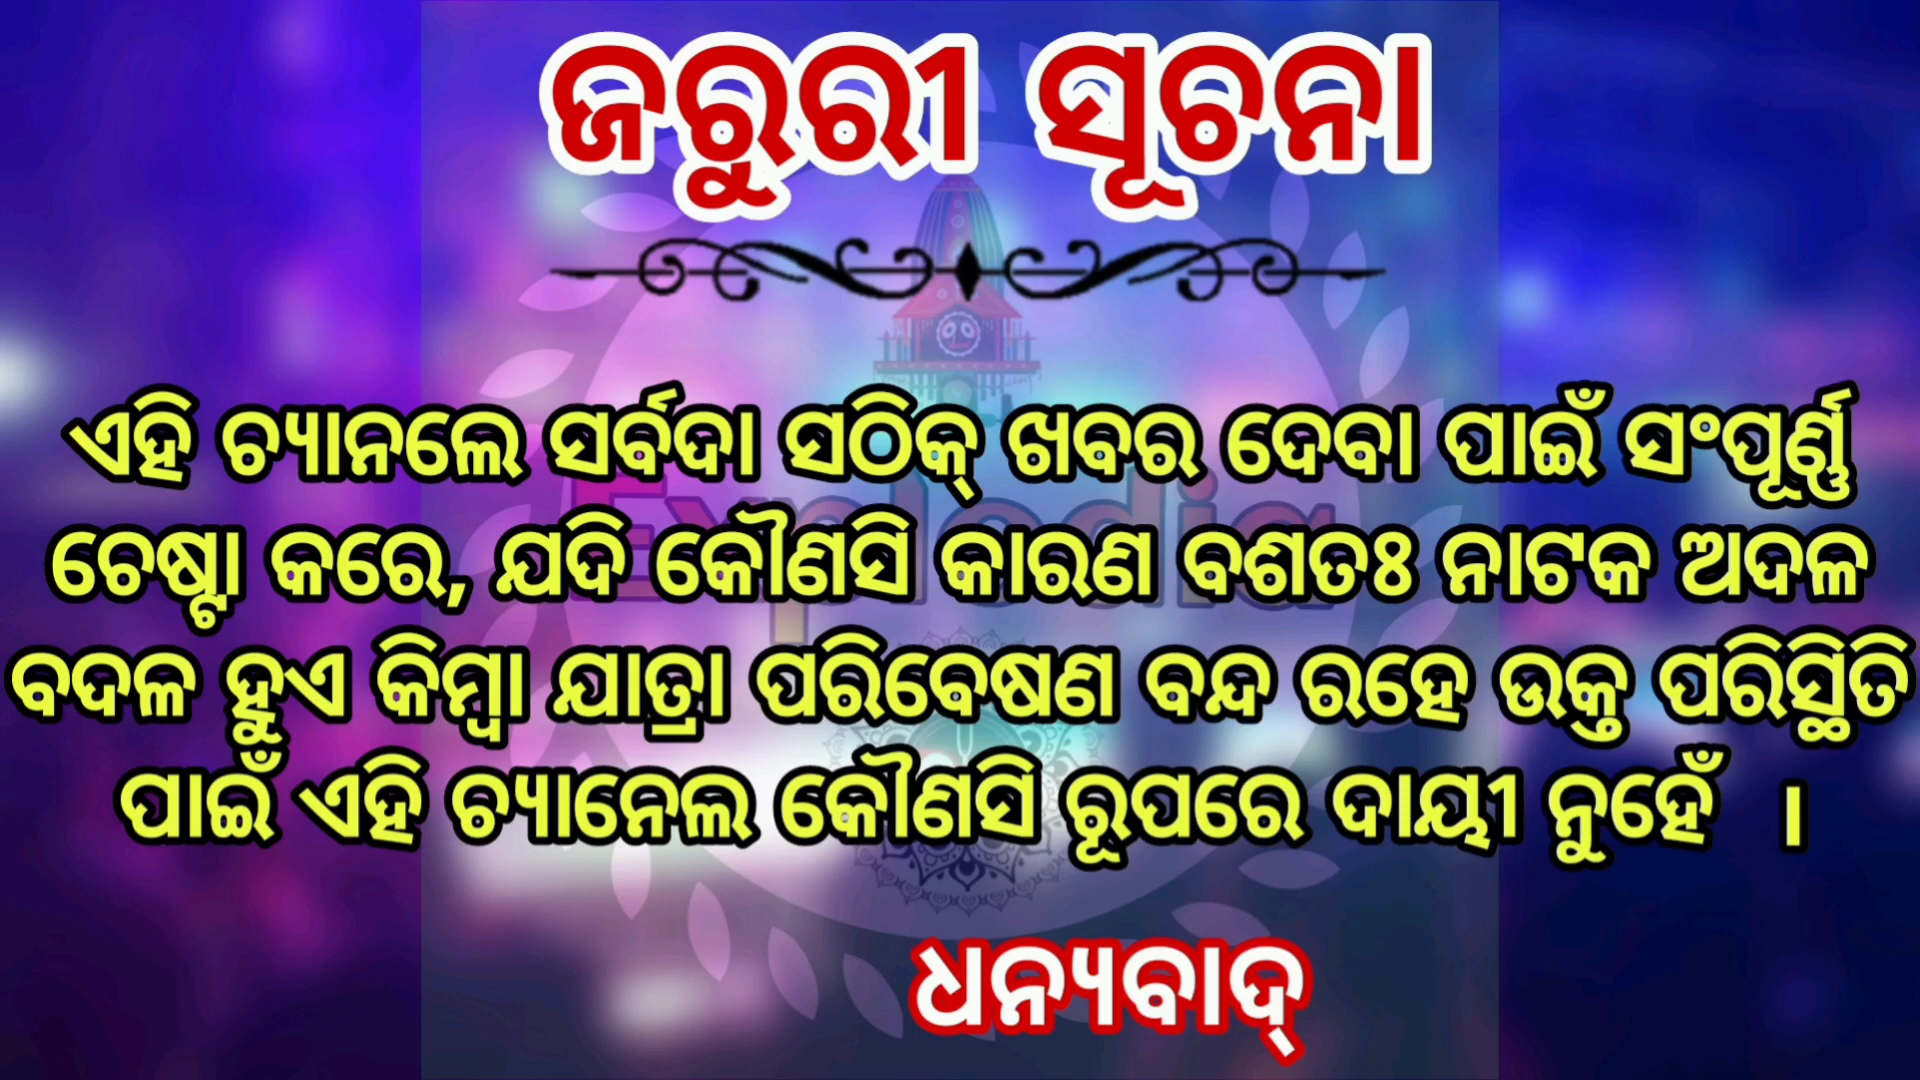 ଜରୁରୀ ସୂଚନା
ଏହି ଚ୍ୟାନଲେ ସର୍ବଦା ସଠିକ୍ ଖବର ଦେବା ପାଇଁ ସଂପୂର୍ଣ୍ଣ
ଚେଷ୍ଟା କରେ, ଯଦି କୌଣସି କାରଣ ବଶତଃ ନାଟକ ଅଦଳ
ବଦଳ ହୁଏ କିମ୍ବା ଯାତ୍ରା ପରିବେଷଣ ବନ୍ଦ ରହେ ଉକ୍ତ ପରିସ୍ଥିତି
ପାଇଁ ଏହି ଚ୍ୟାନେଲ କୌଣସି ରୂପରେ ଦାୟୀ ନୁହେଁ ।
ଧନ୍ୟବାଦ୍